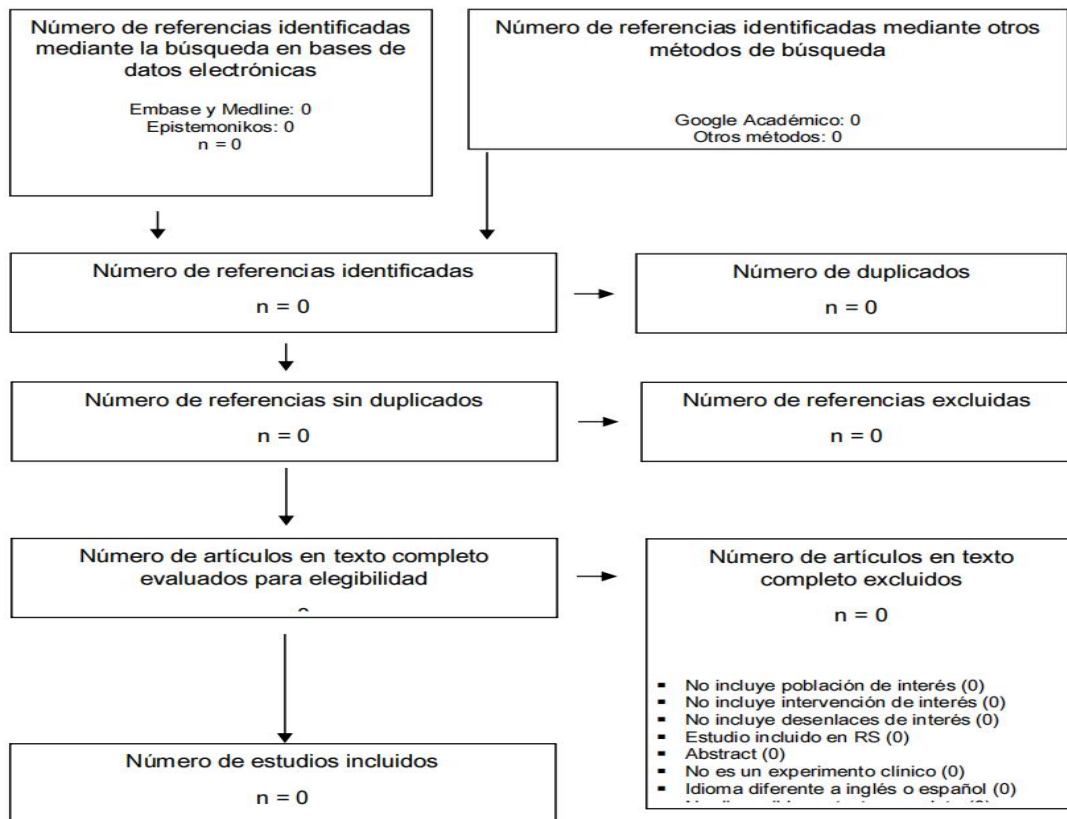 Número de referencias identificadas
mediante la búsqueda en bases de
datos electrónicas
Embase y Medline: 0
Epistemonikos: 0
n = 0
Número de referencias identificadas mediante otros
métodos de búsqueda
Google Académico: 0
Otros métodos: 0
Número de referencias identificadas
n = 0
Número de duplicados
n = 0
Número de referencias sin duplicados
n = 0
Número de referencias excluidas
n = 0
Número de artículos en texto completo
evaluados para elegibilidad
Número de artículos en texto
completo excluidos
n = 0
▪ No incluye población de interés (0)
▪ No incluye intervención de interés (0)
▪ No incluye desenlaces de interés (0)
▪ Estudio incluido en RS (0)
▪ Abstract (0)
▪ No es un experimento clínico (0)
▪ Idioma diferente a inglés o español (0)
Número de estudios incluidos
n = 0